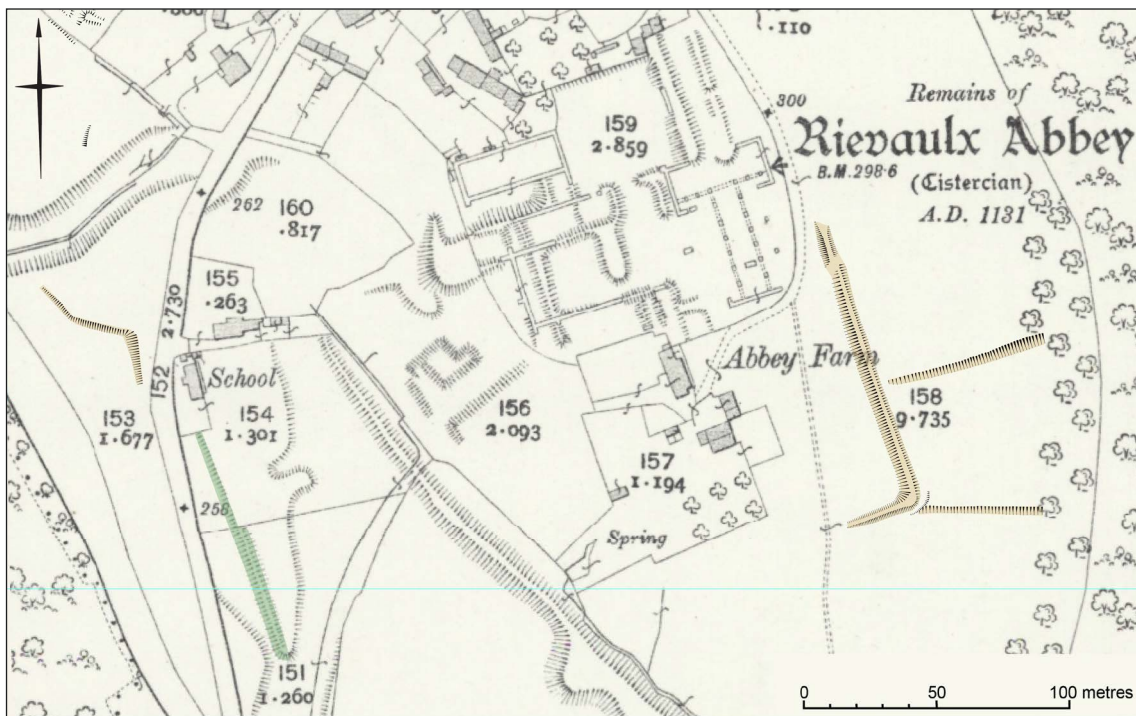 .110
300
Remains of
Rievaulx Abbey
B.M. 298·6
(Cistercian)
A.D. 1131
159
2.859
262
160
.817
155
.263
2.730
152
School
154
1.301
153
1.677
258
151
1.260
156
2.093
Abbey Farm
157
1.194
Spring
158
9.735
0 50 100 metres